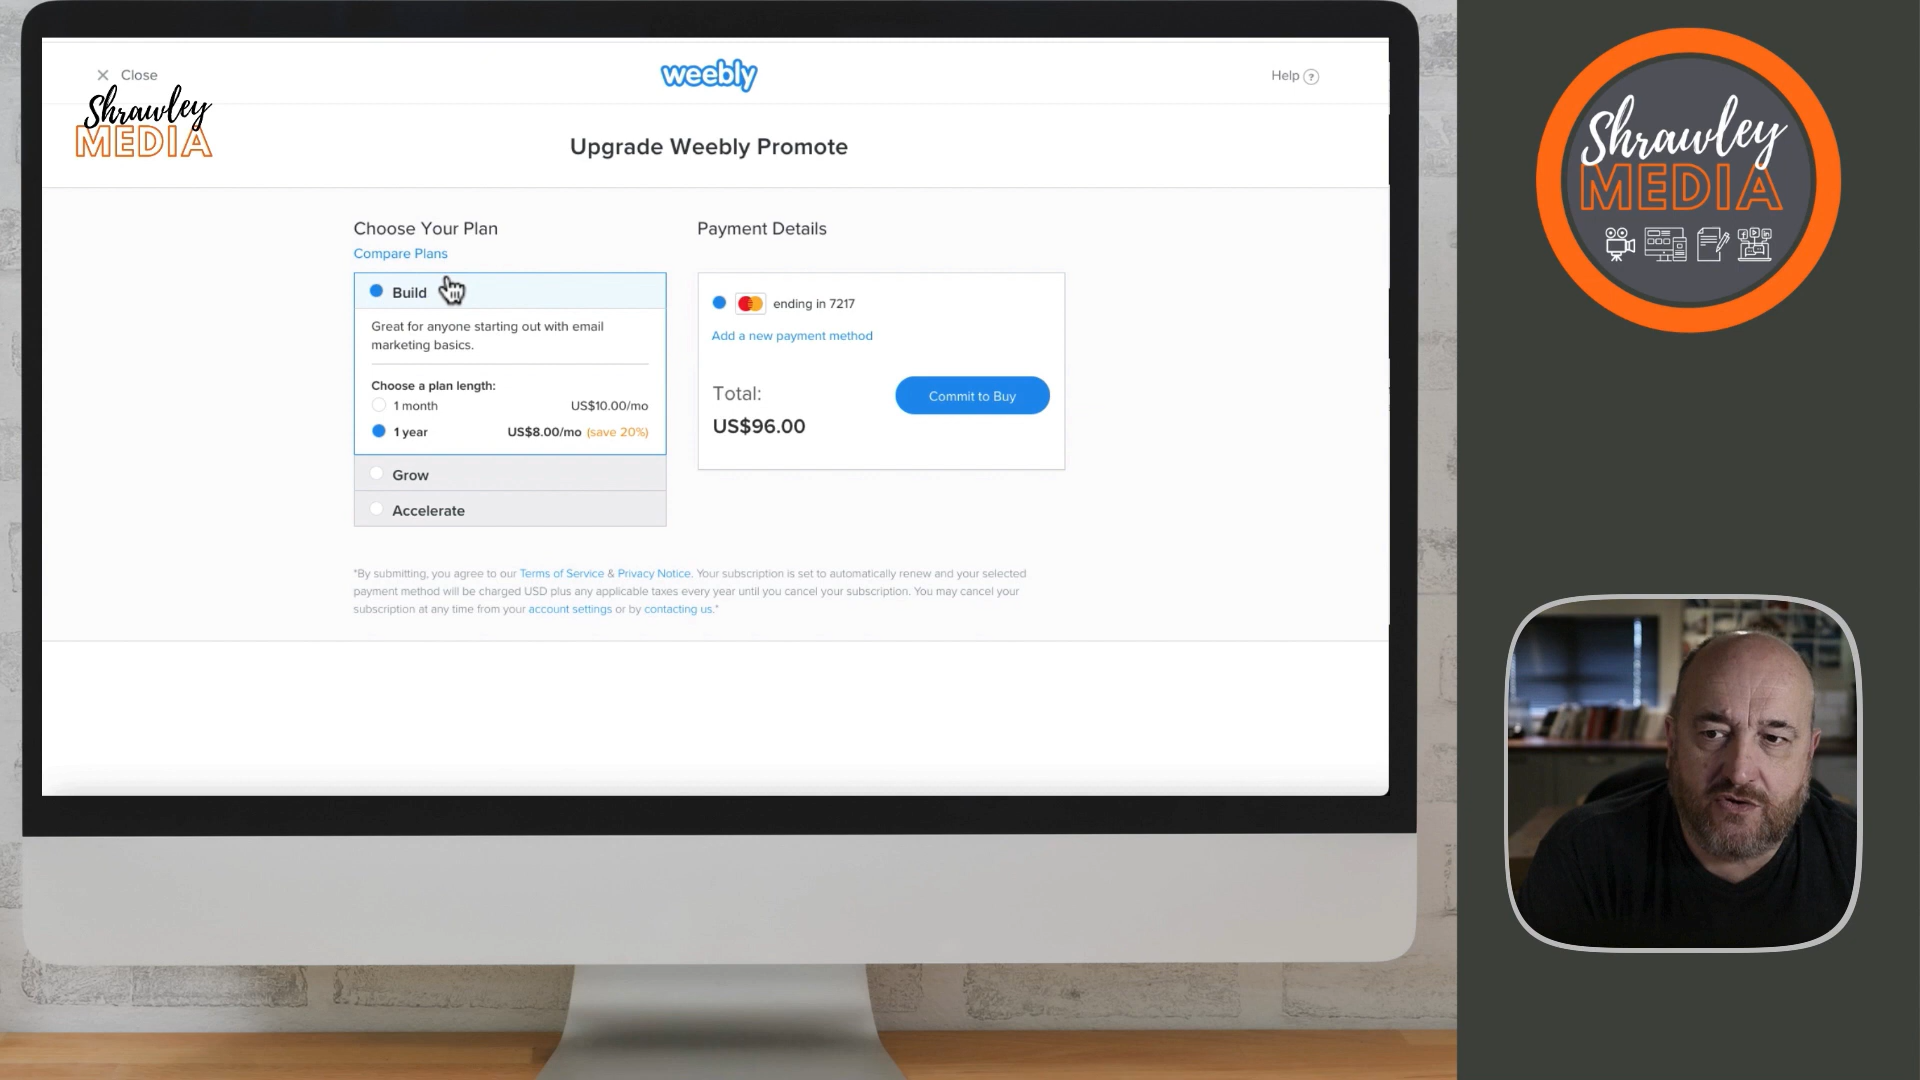 Close
weebly
Help ?
Shrawley
MEDIA
Upgrade Weebly Promote
Choose Your Plan
Compare Plans
Build
Great for anyone starting out with email
marketing basics.
Choose a plan length:
1 month US$10.00/mo
1 year US$8.00/mo (save 20%)
Grow
Accelerate
Payment Details
ending in 7217
Add a new payment method
Total:
US$96.00
Commit to Buy
*By submitting, you agree to our Terms of Service & Privacy Notice. Your subscription is set to automatically renew and your selected
payment method will be charged USD plus any applicable taxes every year until you cancel your subscription. You may cancel your
subscription at any time from your account settings or by contacting us.*
Shrawley
MEDIA